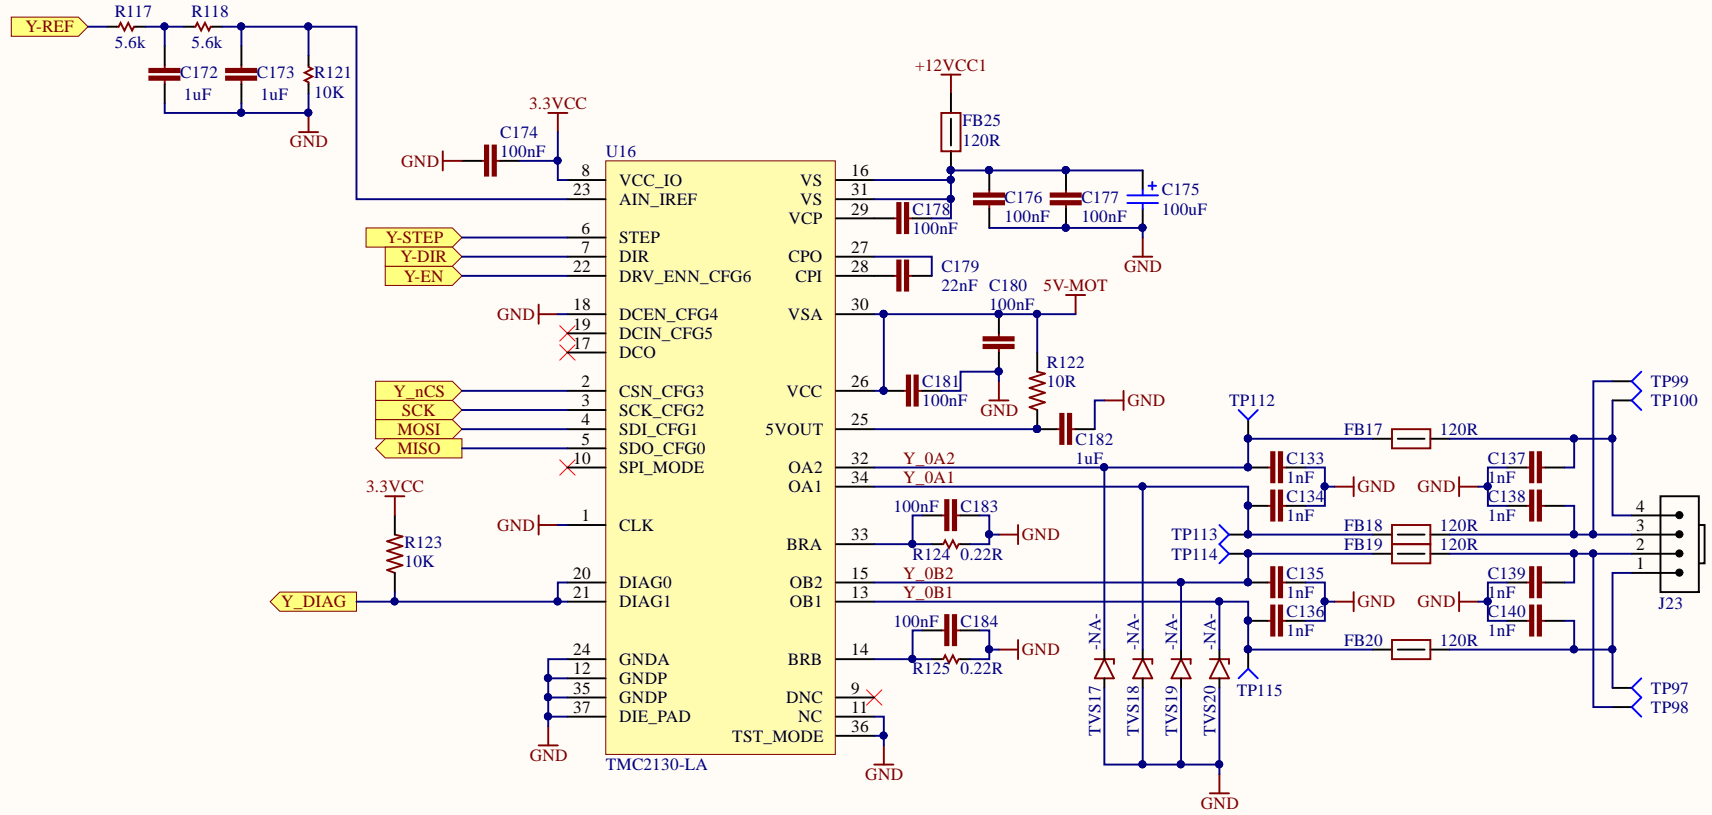 R117
R118
Y-REF
5.6k
5.6k
C172
C173
R121
1uF
1uF
10K
GND
+12VCC1
3.3VCC
FB25
120R
C174
100nF
GND
U16
8
VCC_IO
VS
16
23
AIN_IREF
VS
31
VCP
29
C178
100nF
C176
100nF
C177
100nF
+
C175
100uF
GND
Y-STEP
6
STEP
Y-DIR
7
DIR
CPO
27
Y-EN
22
DRV_ENN_CFG6
CPI
28
C179
22nF
C180
100nF
5V-MOT
GND
18
DCEN_CFG4
VSA
30
19
DCIN_CFG5
17
DCO
R122
10R
Y_nCS
2
CSN_CFG3
VCC
26
C181
100nF
GND
GND
SCK
3
SCK_CFG2
MOSI
4
SDI_CFG1
5VOUT
25
C182
1uF
MISO
5
SDO_CFG0
10
SPI_MODE
OA2
32
Y_0A2
OA1
34
Y_0A1
TP112
TP99
TP100
FB17
120R
C133
1nF
C137
1nF
GND
GND
C134
1nF
C138
1nF
3.3VCC
GND
1
CLK
100nF
C183
GND
BRA
33
R124
0.22R
TP113
TP114
FB18
120R
FB19
120R
4
3
2
1
J23
R123
10K
20
DIAG0
OB2
15
Y_0B2
Y_DIAG
21
DIAG1
OB1
13
Y_0B1
C135
1nF
C139
1nF
GND
GND
C136
1nF
C140
1nF
100nF
C184
GND
24
GNDA
BRB
14
R125
0.22R
FB20
120R
12
GNDP
35
GNDP
DNC
9
37
DIE_PAD
NC
11
TST_MODE
36
GND
GND
TMC2130-LA
-NA-
-NA-
-NA-
-NA-
TVS17
TVS18
TVS19
TVS20
GND
TP115
TP97
TP98